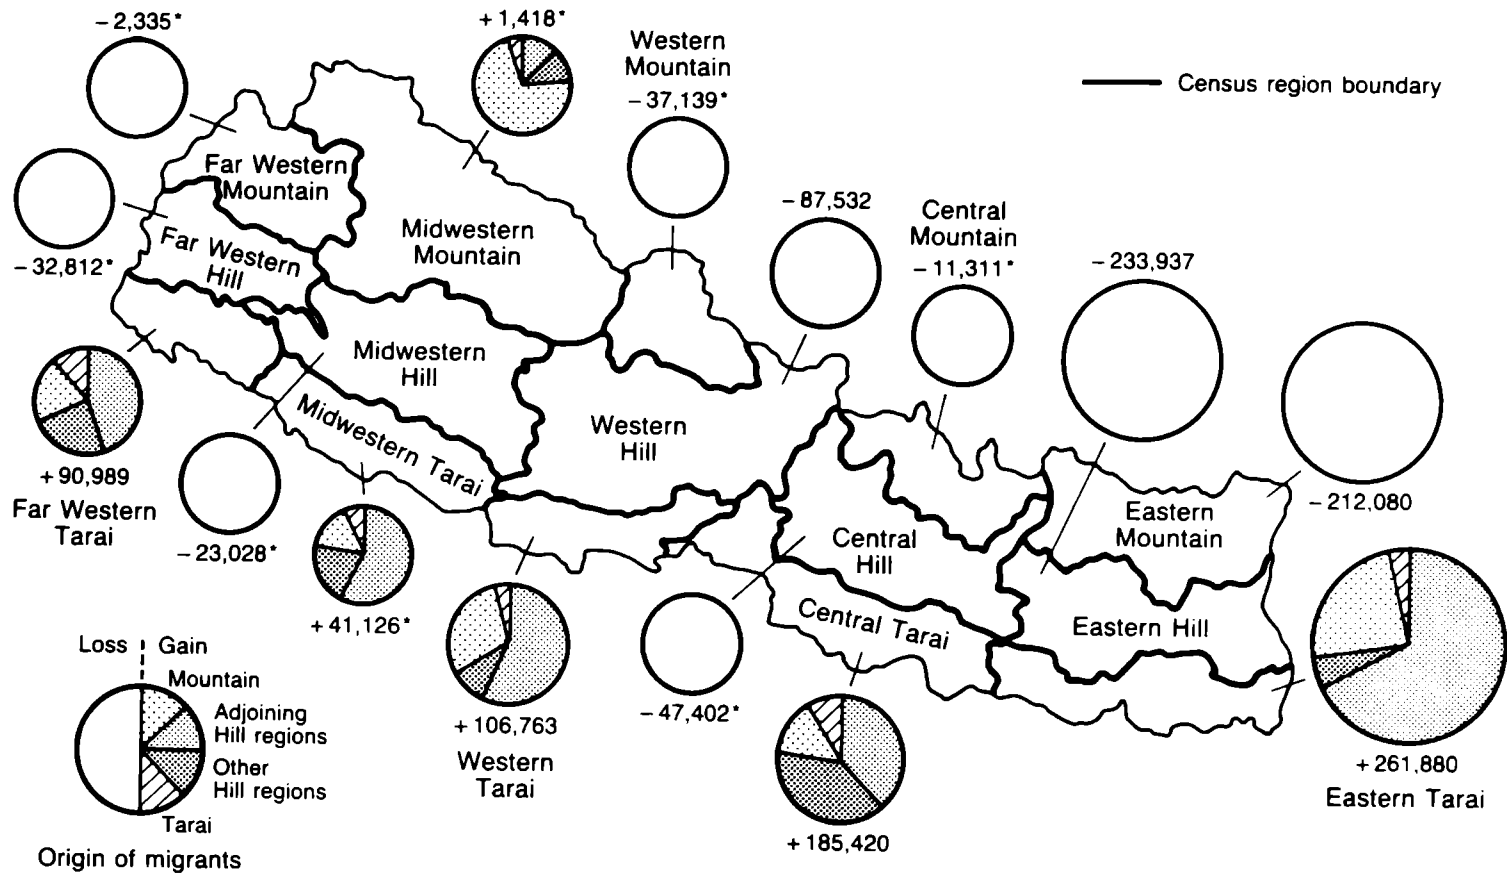 − 2,335*
+ 1,418*
Western
Mountain
− 37,139*
Census region boundary
Far Western
Mountain
− 32,812*
Far Western
Hill
Midwestern
Mountain
− 87,532
Central
Mountain
− 11,311*
− 233,937
− 212,080
+ 90,989
Far Western
Tarai
Midwestern
Hill
Midwestern Tarai
− 23,028*
+ 41,126*
Western
Hill
+ 106,763
Western
Tarai
Central
Hill
Central Tarai
− 47,402*
+ 185,420
Eastern
Mountain
Eastern Hill
+ 261,880
Eastern Tarai
Loss
Gain
Mountain
Adjoining
Hill regions
Other
Hill regions
Tarai
Origin of migrants